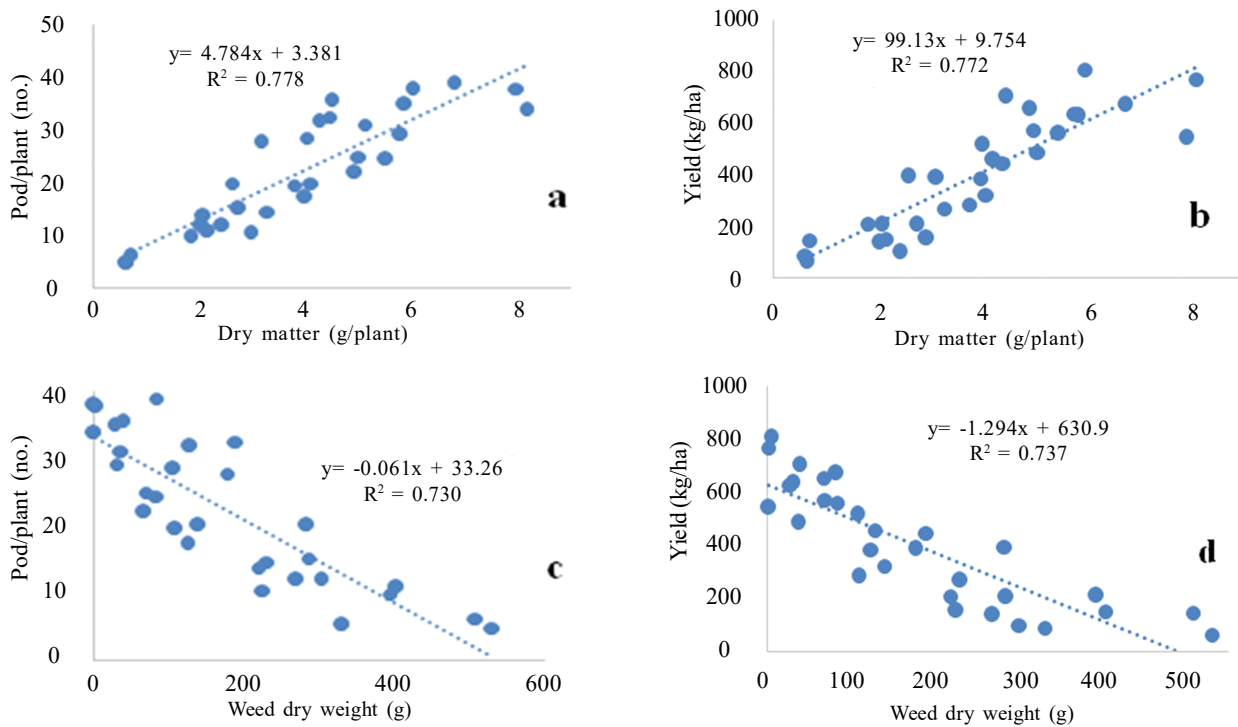 50
40
30
20
10
0
Pod/plant (no.)
y= 4.784x + 3.381
R² = 0.778
a
0 2 4 6 8
Dry matter (g/plant)
1000
800
600
400
200
0
Yield (kg/ha)
y= 99.13x + 9.754
R² = 0.772
b
0 2 4 6 8
Dry matter (g/plant)
40
30
20
10
0
Pod/plant (no.)
y= -0.061x + 33.26
R² = 0.730
c
0 200 400 600
Weed dry weight (g)
1000
800
600
400
200
0
Yield (kg/ha)
y= -1.294x + 630.9
R² = 0.737
d
0 100 200 300 400 500
Weed dry weight (g)